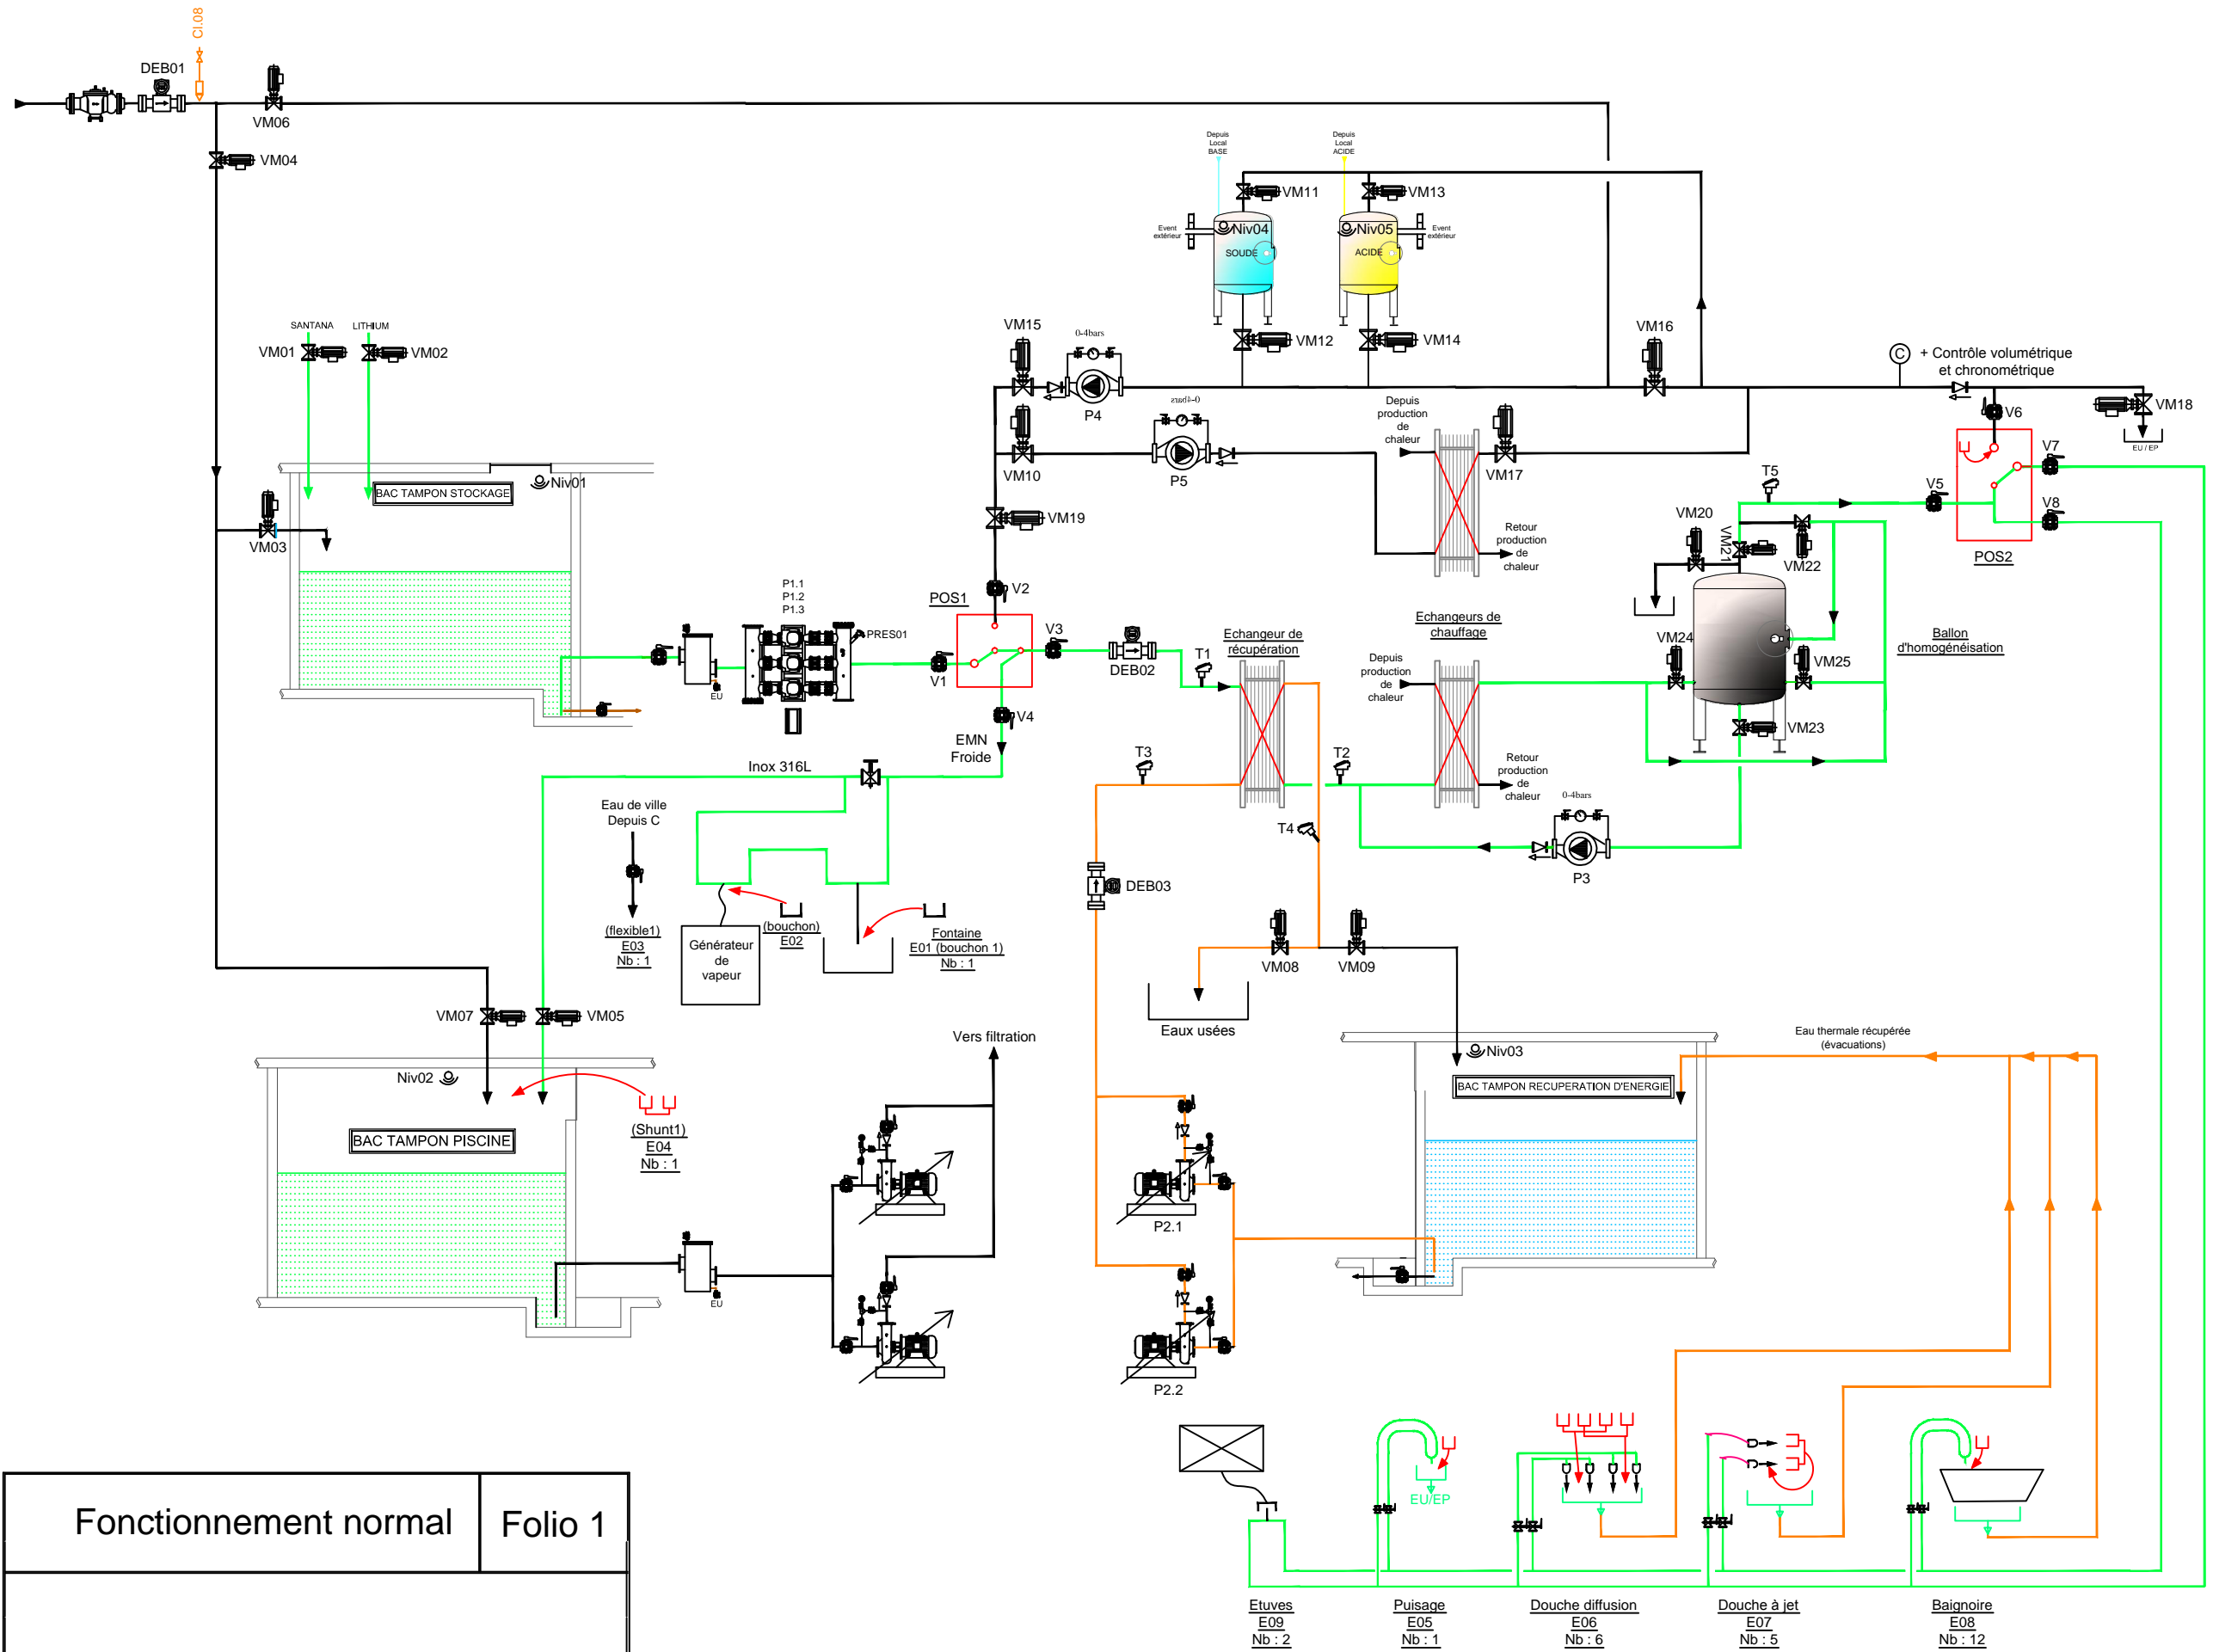 Cl.08
DEB01
VM06
VM04
Depuis
Local
BASE
Depuis
Local
ACIDE
VM11
VM13
Event
extérieur
Niv04
SOUDE
Niv05
ACIDE
Event
extérieur
VM12
VM14
SANTANA
LITHIUM
VM01
VM02
VM15
0-4bars
P4
VM16
C
+ Contrôle volumétrique
et chronométrique
VM18
EU / EP
V6
V7
V8
V5
POS2
VM10
0-4bars
P5
Depuis
production
de
chaleur
VM17
Retour
production
de
chaleur
T5
BAC TAMPON STOCKAGE
Niv01
VM03
VM19
VM20
VM21
VM22
V2
POS1
P1.1
P1.2
P1.3
PRES01
EU
V1
V3
V4
DEB02
T1
Echangeur de
récupération
Echangeurs de
chauffage
Depuis
production
de
chaleur
Retour
production
de
chaleur
VM24
VM25
VM23
Ballon
d'homogénéisation
EMN
Froide
Inox 316L
T3
T2
T4
0-4bars
P3
Eau de ville
Depuis C
(flexible1)
E03
Nb : 1
Générateur
de
vapeur
(bouchon)
E02
Fontaine
E01 (bouchon 1)
Nb : 1
DEB03
VM08
VM09
Eaux usées
VM07
VM05
Vers filtration
Niv02
BAC TAMPON PISCINE
(Shunt1)
E04
Nb : 1
EU
Niv03
BAC TAMPON RECUPERATION D'ENERGIE
Eau thermale récupérée
(évacuations)
P2.1
P2.2
EU/EP
Etuves
E09
Nb : 2
Puisage
E05
Nb : 1
Douche diffusion
E06
Nb : 6
Douche à jet
E07
Nb : 5
Baignoire
E08
Nb : 12
Fonctionnement normal
Folio 1